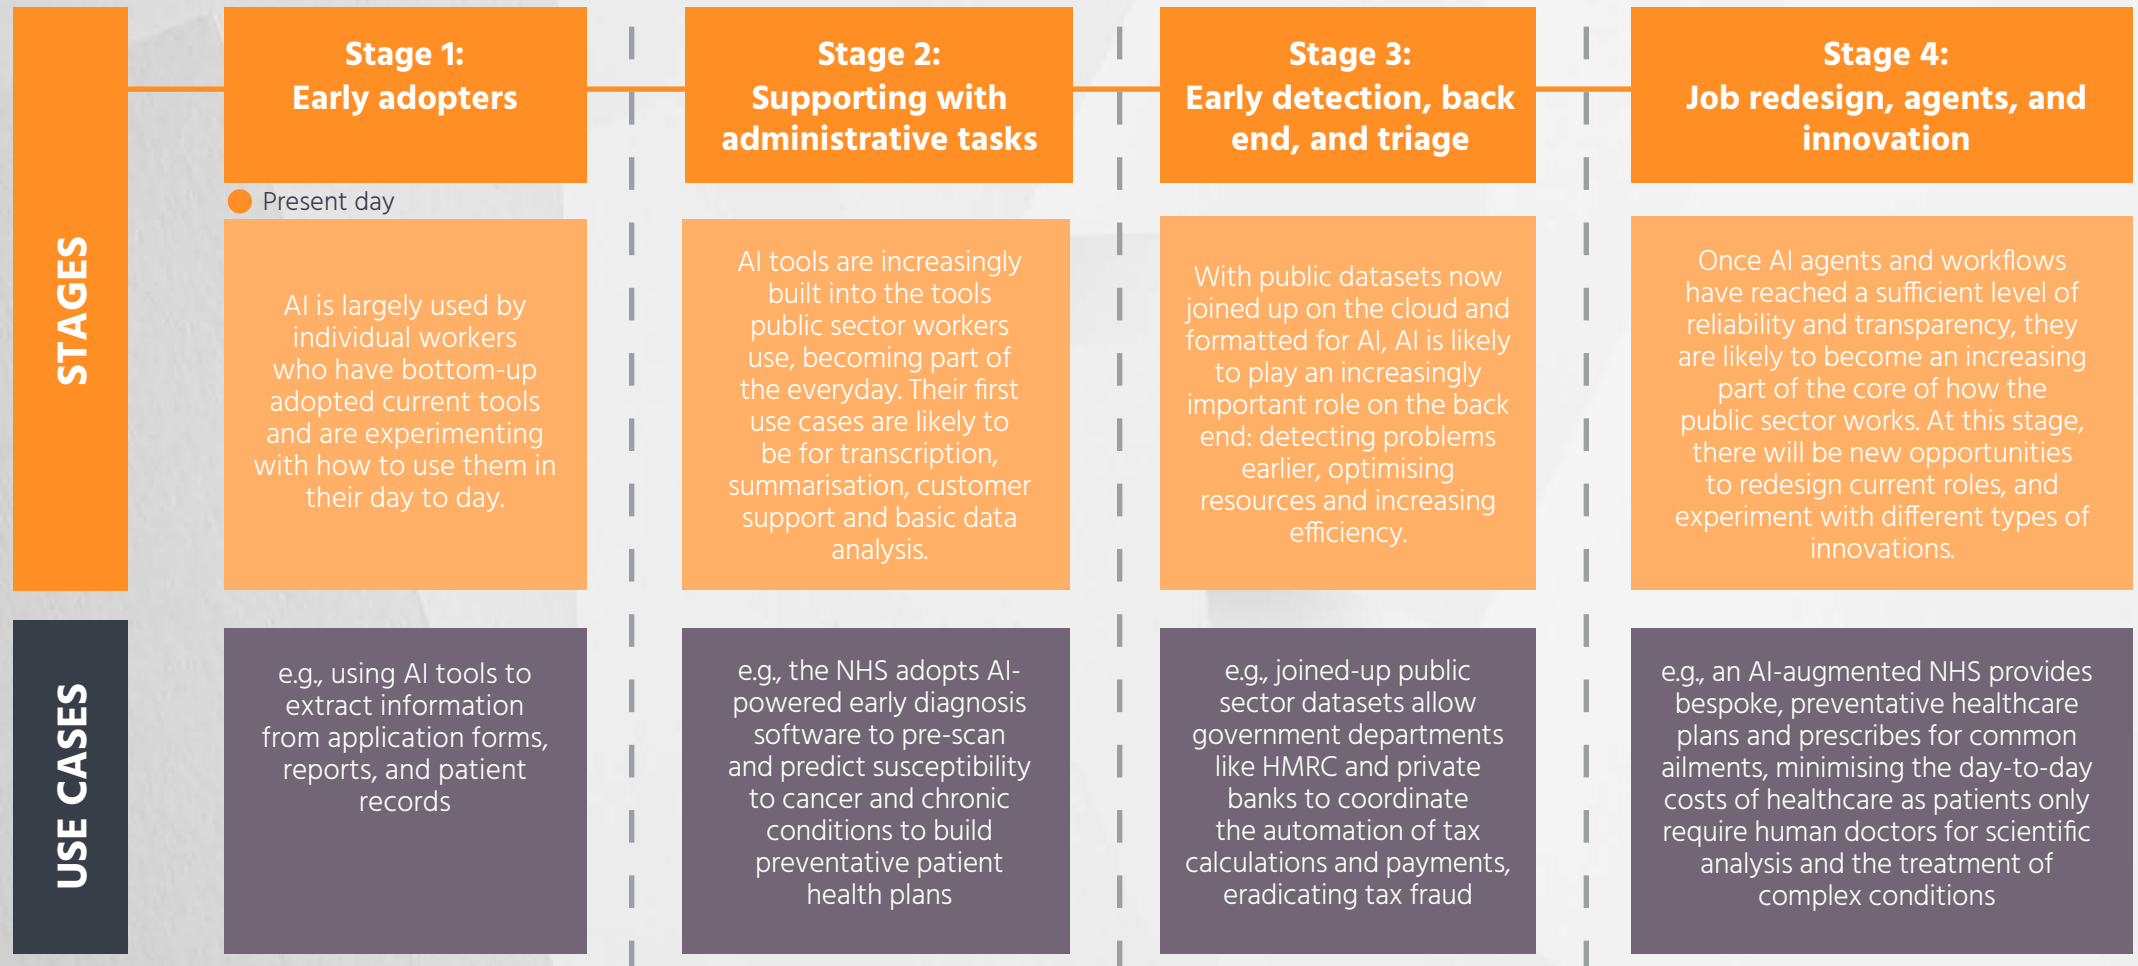 STAGES
Stage 1:
Early adopters
Present day
AI is largely used by
individual workers
who have bottom-up
adopted current tools
and are experimenting
with how to use them in
their day to day.
Stage 2:
Supporting with
administrative tasks
AI tools are increasingly
built into the tools
public sector workers
use, becoming part of
the everyday. Their first
use cases are likely to
be for transcription,
summarisation, customer
support and basic data
analysis.
Stage 3:
Early detection, back
end, and triage
With public datasets now
joined up on the cloud and
formatted for AI, AI is likely
to play an increasingly
important role on the back
end: detecting problems
earlier, optimising
resources and increasing
efficiency.
Stage 4:
Job redesign, agents, and
innovation
Once AI agents and workflows
have reached a sufficient level of
reliability and transparency, they
are likely to become an increasing
part of the core of how the
public sector works. At this stage,
there will be new opportunities
to redesign current roles, and
experiment with different types of
innovations.
USE CASES
e.g., using AI tools to
extract information
from application forms,
reports, and patient
records
e.g., the NHS adopts AI-
powered early diagnosis
software to pre-scan
and predict susceptibility
to cancer and chronic
conditions to build
preventative patient
health plans
e.g., joined-up public
sector datasets allow
government departments
like HMRC and private
banks to coordinate
the automation of tax
calculations and payments,
eradicating tax fraud
e.g., an AI-augmented NHS provides
bespoke, preventative healthcare
plans and prescribes for common
ailments, minimising the day-to-day
costs of healthcare as patients only
require human doctors for scientific
analysis and the treatment of
complex conditions